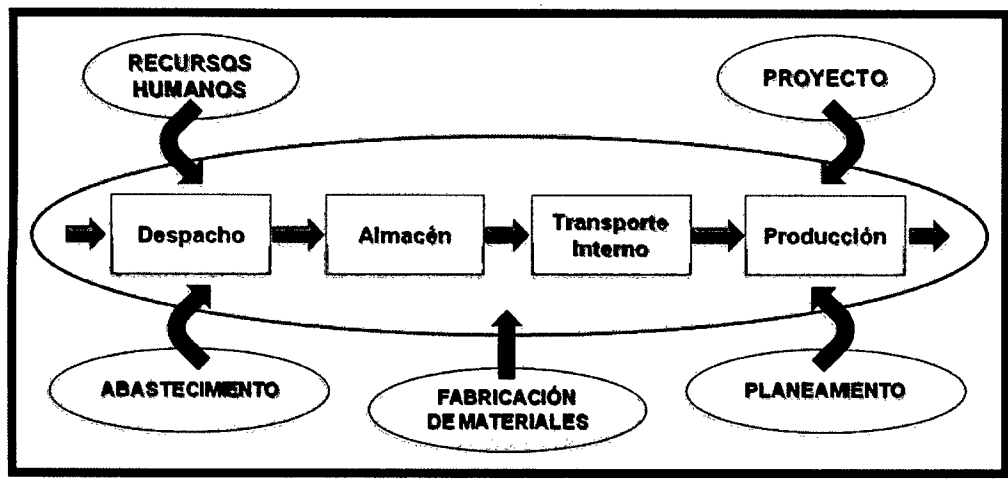 RECURSOS
HUMANOS
PROYECTO
Despacho
Almacén
Transporte
Interno
Producción
ABASTECIMIENTO
FABRICACIÓN
DE MATERIALES
PLANEAMIENTO